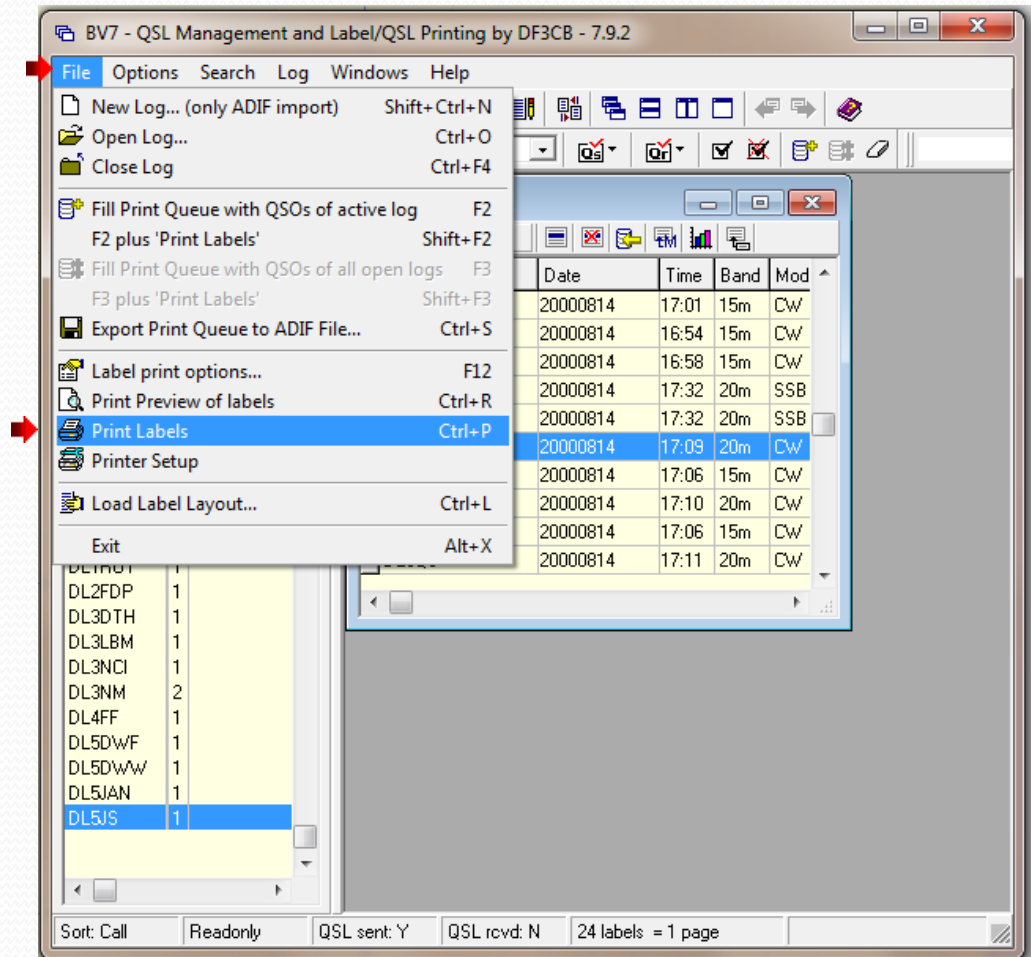 BV7 - QSL Management and Label/QSL Printing by DF3CB - 7.9.2
File Options Search Log Windows Help
New Log... (only ADIF import) Shift+Ctrl+N
Open Log... Ctrl+O
Close Log Ctrl+F4
Qs Qr
Fill Print Queue with QSOs of active log F2
F2 plus 'Print Labels' Shift+F2
Fill Print Queue with QSOs of all open logs F3
F3 plus 'Print Labels' Shift+F3
Export Print Queue to ADIF File... Ctrl+S
Label print options... F12
Print Preview of labels Ctrl+R
Print Labels Ctrl+P
Printer Setup
Load Label Layout... Ctrl+L
Exit Alt+X
Date Time Band Mod
20000814 17:01 15m CW
20000814 16:54 15m CW
20000814 16:58 15m CW
20000814 17:32 20m SSB
20000814 17:32 20m SSB
20000814 17:09 20m CW
20000814 17:06 15m CW
20000814 17:10 20m CW
20000814 17:06 15m CW
20000814 17:11 20m CW
DL2FDP 1
DL3DTH 1
DL3LBM 1
DL3NCI 1
DL3NM 2
DL4FF 1
DL5DWF 1
DL5DWW 1
DL5JAN 1
DL5JS 1
Sort: Call Readonly QSL sent: Y QSL rcvd: N 24 labels = 1 page